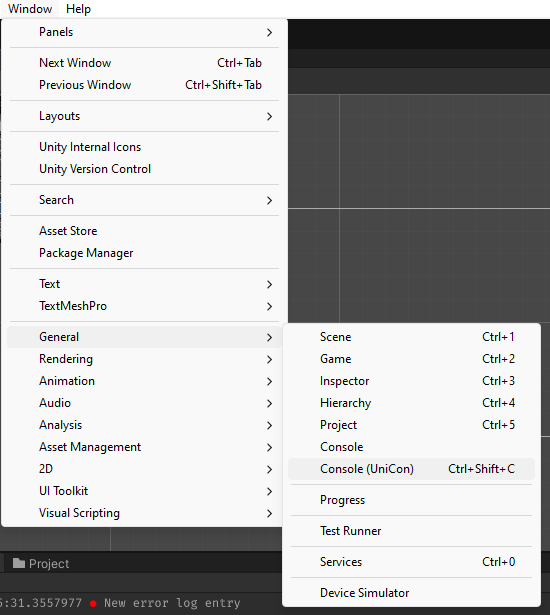 Window Help
Panels
Next Window Ctrl+Tab
Previous Window Ctrl+Shift+Tab
Layouts
Unity Internal Icons
Unity Version Control
Search
Asset Store
Package Manager
Text
TextMeshPro
General
Rendering
Animation
Audio
Analysis
Asset Management
2D
UI Toolkit
Visual Scripting
Scene Ctrl+1
Game Ctrl+2
Inspector Ctrl+3
Hierarchy Ctrl+4
Project Ctrl+5
Console
Console (UniCon) Ctrl+Shift+C
Progress
Test Runner
Services Ctrl+0
Device Simulator
Project
5:31.3557977 New error log entry